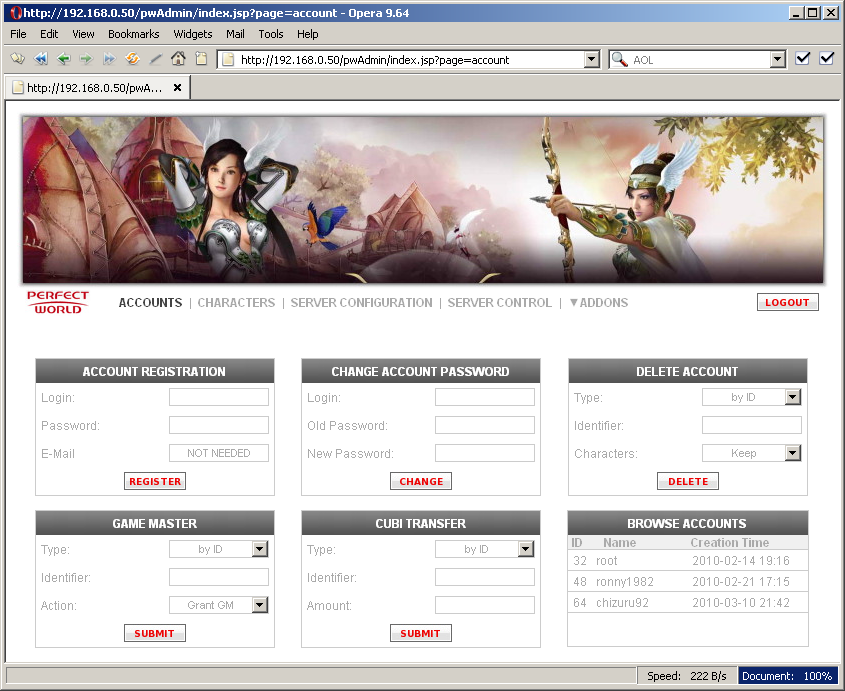 http://192.168.0.50/pwAdmin/index.jsp?page=account - Opera 9.64
File Edit View Bookmarks Widgets Mail Tools Help
http://192.168.0.50/pwAdmin/index.jsp?page=account AOL
http://192.168.0.50/pwA...
PERFECT WORLD
ACCOUNTS | CHARACTERS | SERVER CONFIGURATION | SERVER CONTROL | ▼ADDONS
LOGOUT
ACCOUNT REGISTRATION
Login:
Password:
E-Mail NOT NEEDED
REGISTER
CHANGE ACCOUNT PASSWORD
Login:
Old Password:
New Password:
CHANGE
DELETE ACCOUNT
Type: by ID
Identifier:
Characters: Keep
DELETE
GAME MASTER
Type: by ID
Identifier:
Action: Grant GM
SUBMIT
CUBI TRANSFER
Type: by ID
Identifier:
Amount:
SUBMIT
BROWSE ACCOUNTS
ID Name Creation Time
32 root 2010-02-14 19:16
48 ronny1982 2010-02-21 17:15
64 chizuru92 2010-03-10 21:42
Speed: 222 B/s Document: 100%